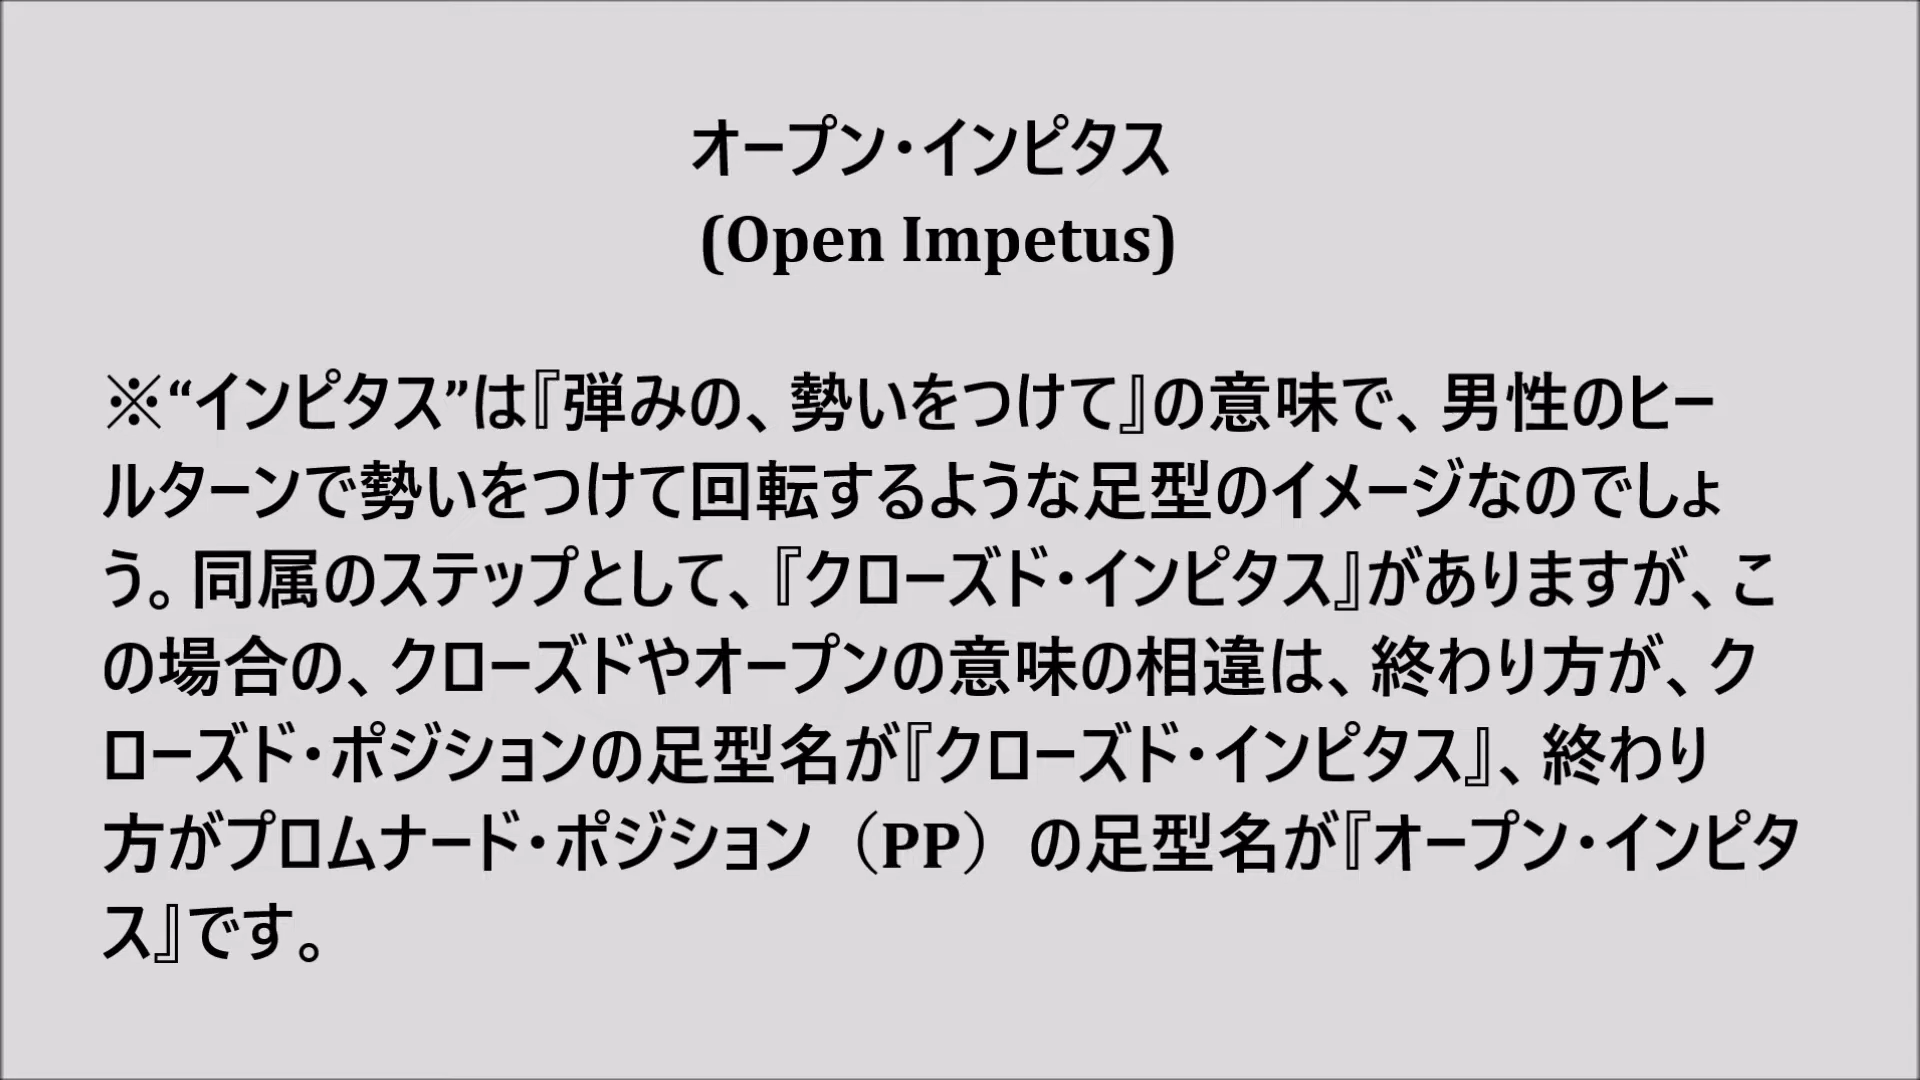 オープン・インピタス
(Open Impetus)
※“インピタス”は『弾みの、勢いをつけて』の意味で、男性のヒー
ルターンで勢いをつけて回転するような足型のイメージなのでしょ
う。同属のステップとして、『クローズド・インピタス』がありますが、こ
の場合の、クローズドやオープンの意味の相違は、終わり方が、ク
ローズド・ポジションの足型名が『クローズド・インピタス』、終わり
方がプロムナード・ポジション（PP）の足型名が『オープン・インピタ
ス』です。